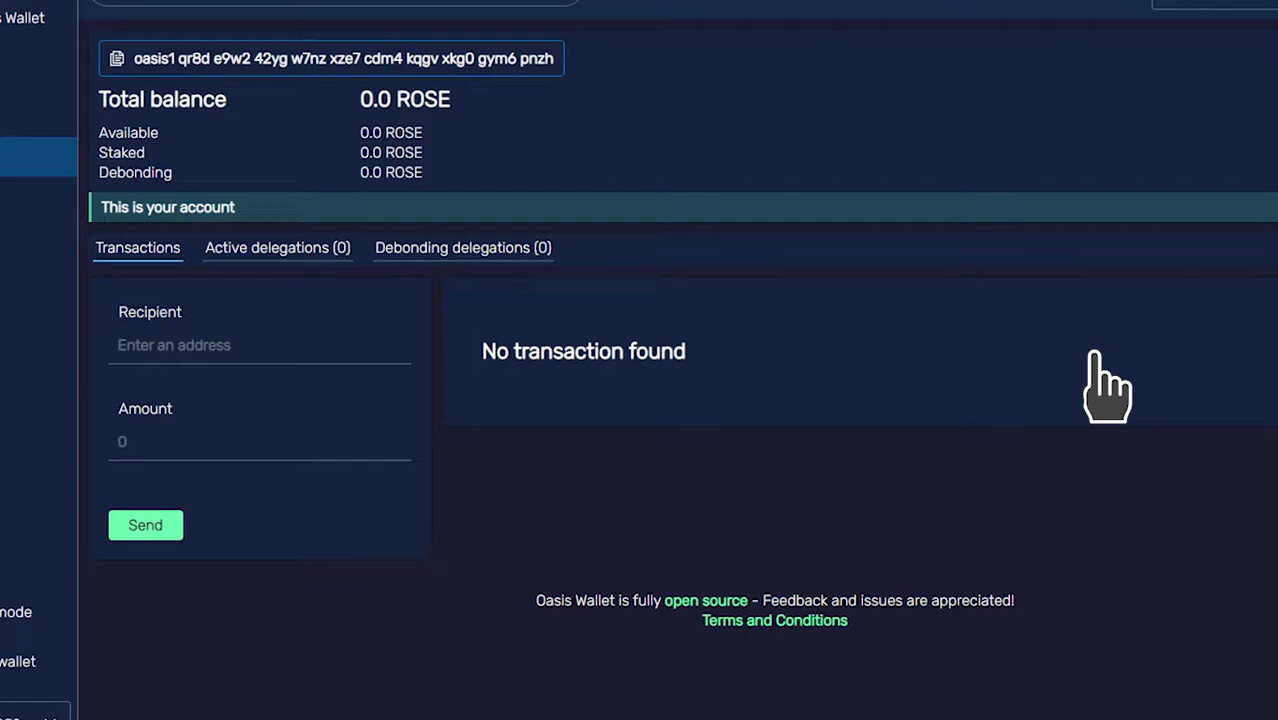 s Wallet
oasis1 qr8d e9w2 42yg w7nz xze7 cdm4 kqgv xkg0 gym6 pnzh
Total balance 0.0 ROSE
Available 0.0 ROSE
Staked 0.0 ROSE
Debonding 0.0 ROSE
This is your account
Transactions Active delegations (0) Debonding delegations (0)
Recipient
Enter an address
No transaction found
Amount
0
Send
Oasis Wallet is fully open source - Feedback and issues are appreciated!
Terms and Conditions
mode
wallet